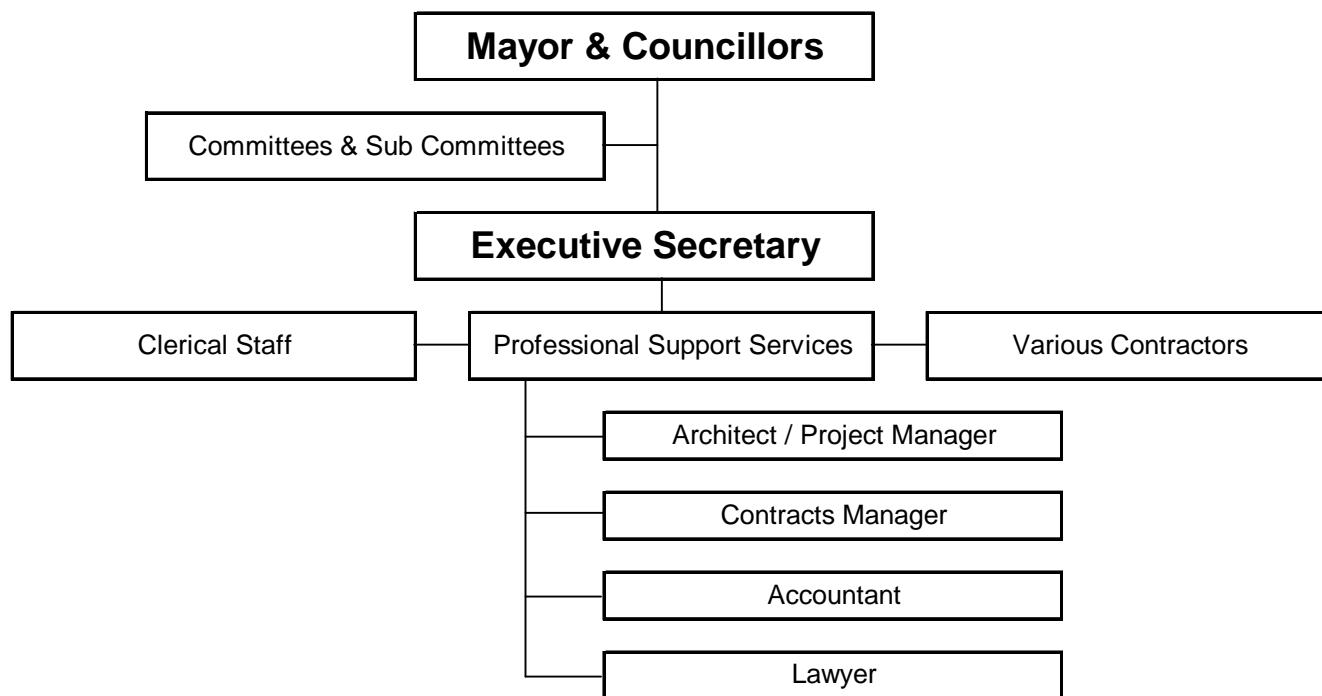 Mayor & Councillors
Committees & Sub Committees
Executive Secretary
Clerical Staff
Professional Support Services
Various Contractors
Architect / Project Manager
Contracts Manager
Accountant
Lawyer